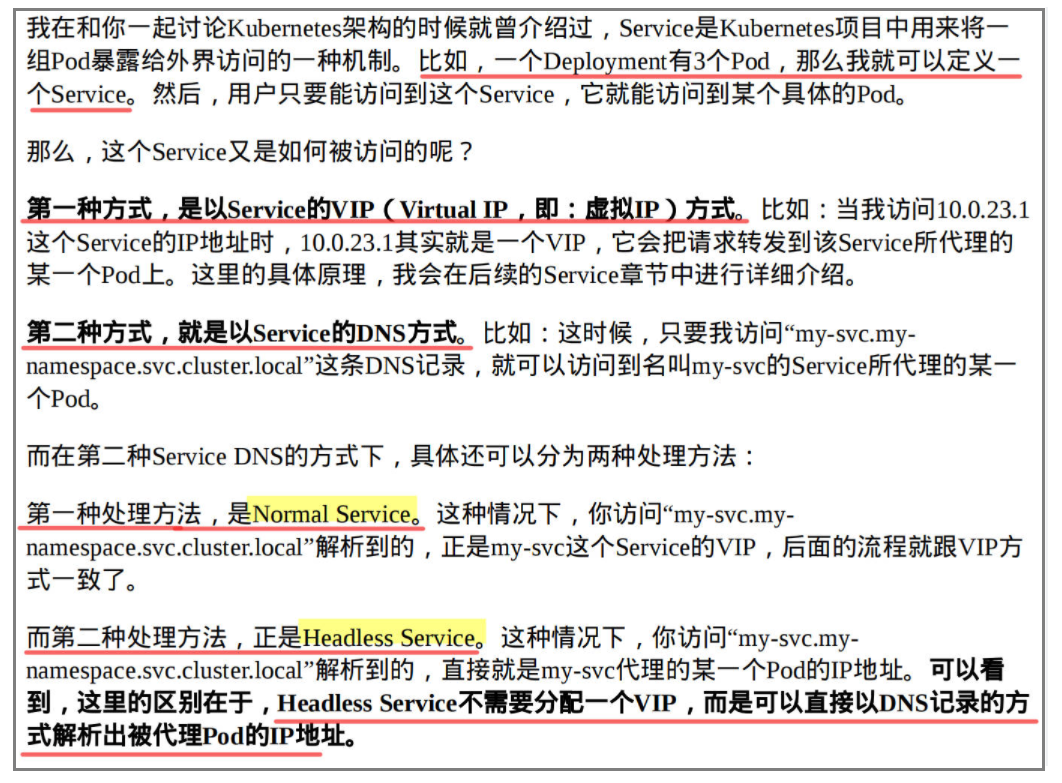 我在和你一起讨论Kubernetes架构的时候就曾介绍过，Service是Kubernetes项目中用来将一
组Pod暴露给外界访问的一种机制。比如，一个Deployment有3个Pod，那么我就可以定义一
个Service。然后，用户只要能访问到这个Service，它就能访问到某个具体的Pod。
那么，这个Service又是如何被访问的呢？
第一种方式，是以Service的VIP（Virtual IP，即：虚拟IP）方式。比如：当我访问10.0.23.1
这个Service的IP地址时，10.0.23.1其实就是一个VIP，它会把请求转发到该Service所代理的
某一个Pod上。这里的具体原理，我会在后续的Service章节中进行详细介绍。
第二种方式，就是以Service的DNS方式。比如：这时候，只要我访问“my-svc.my-
namespace.svc.cluster.local”这条DNS记录，就可以访问到名叫my-svc的Service所代理的某一
个Pod。
而在第二种Service DNS的方式下，具体还可以分为两种处理方法：
第一种处理方法，是Normal Service。这种情况下，你访问“my-svc.my-
namespace.svc.cluster.local”解析到的，正是my-svc这个Service的VIP，后面的流程就跟VIP方
式一致了。
而第二种处理方法，正是Headless Service。这种情况下，你访问“my-svc.my-
namespace.svc.cluster.local”解析到的，直接就是my-svc代理的某一个Pod的IP地址。可以看
到，这里的区别在于，Headless Service不需要分配一个VIP，而是可以直接以DNS记录的方
式解析出被代理Pod的IP地址。